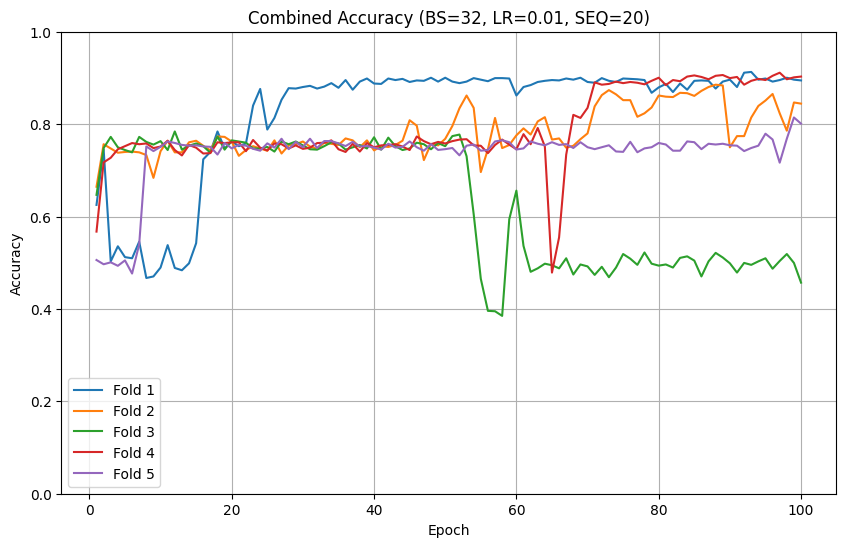 Combined Accuracy (BS=32, LR=0.01, SEQ=20)
Accuracy
1.0
0.8
0.6
0.4
0.2
0.0
Fold 1
Fold 2
Fold 3
Fold 4
Fold 5
0 20 40 60 80 100
Epoch